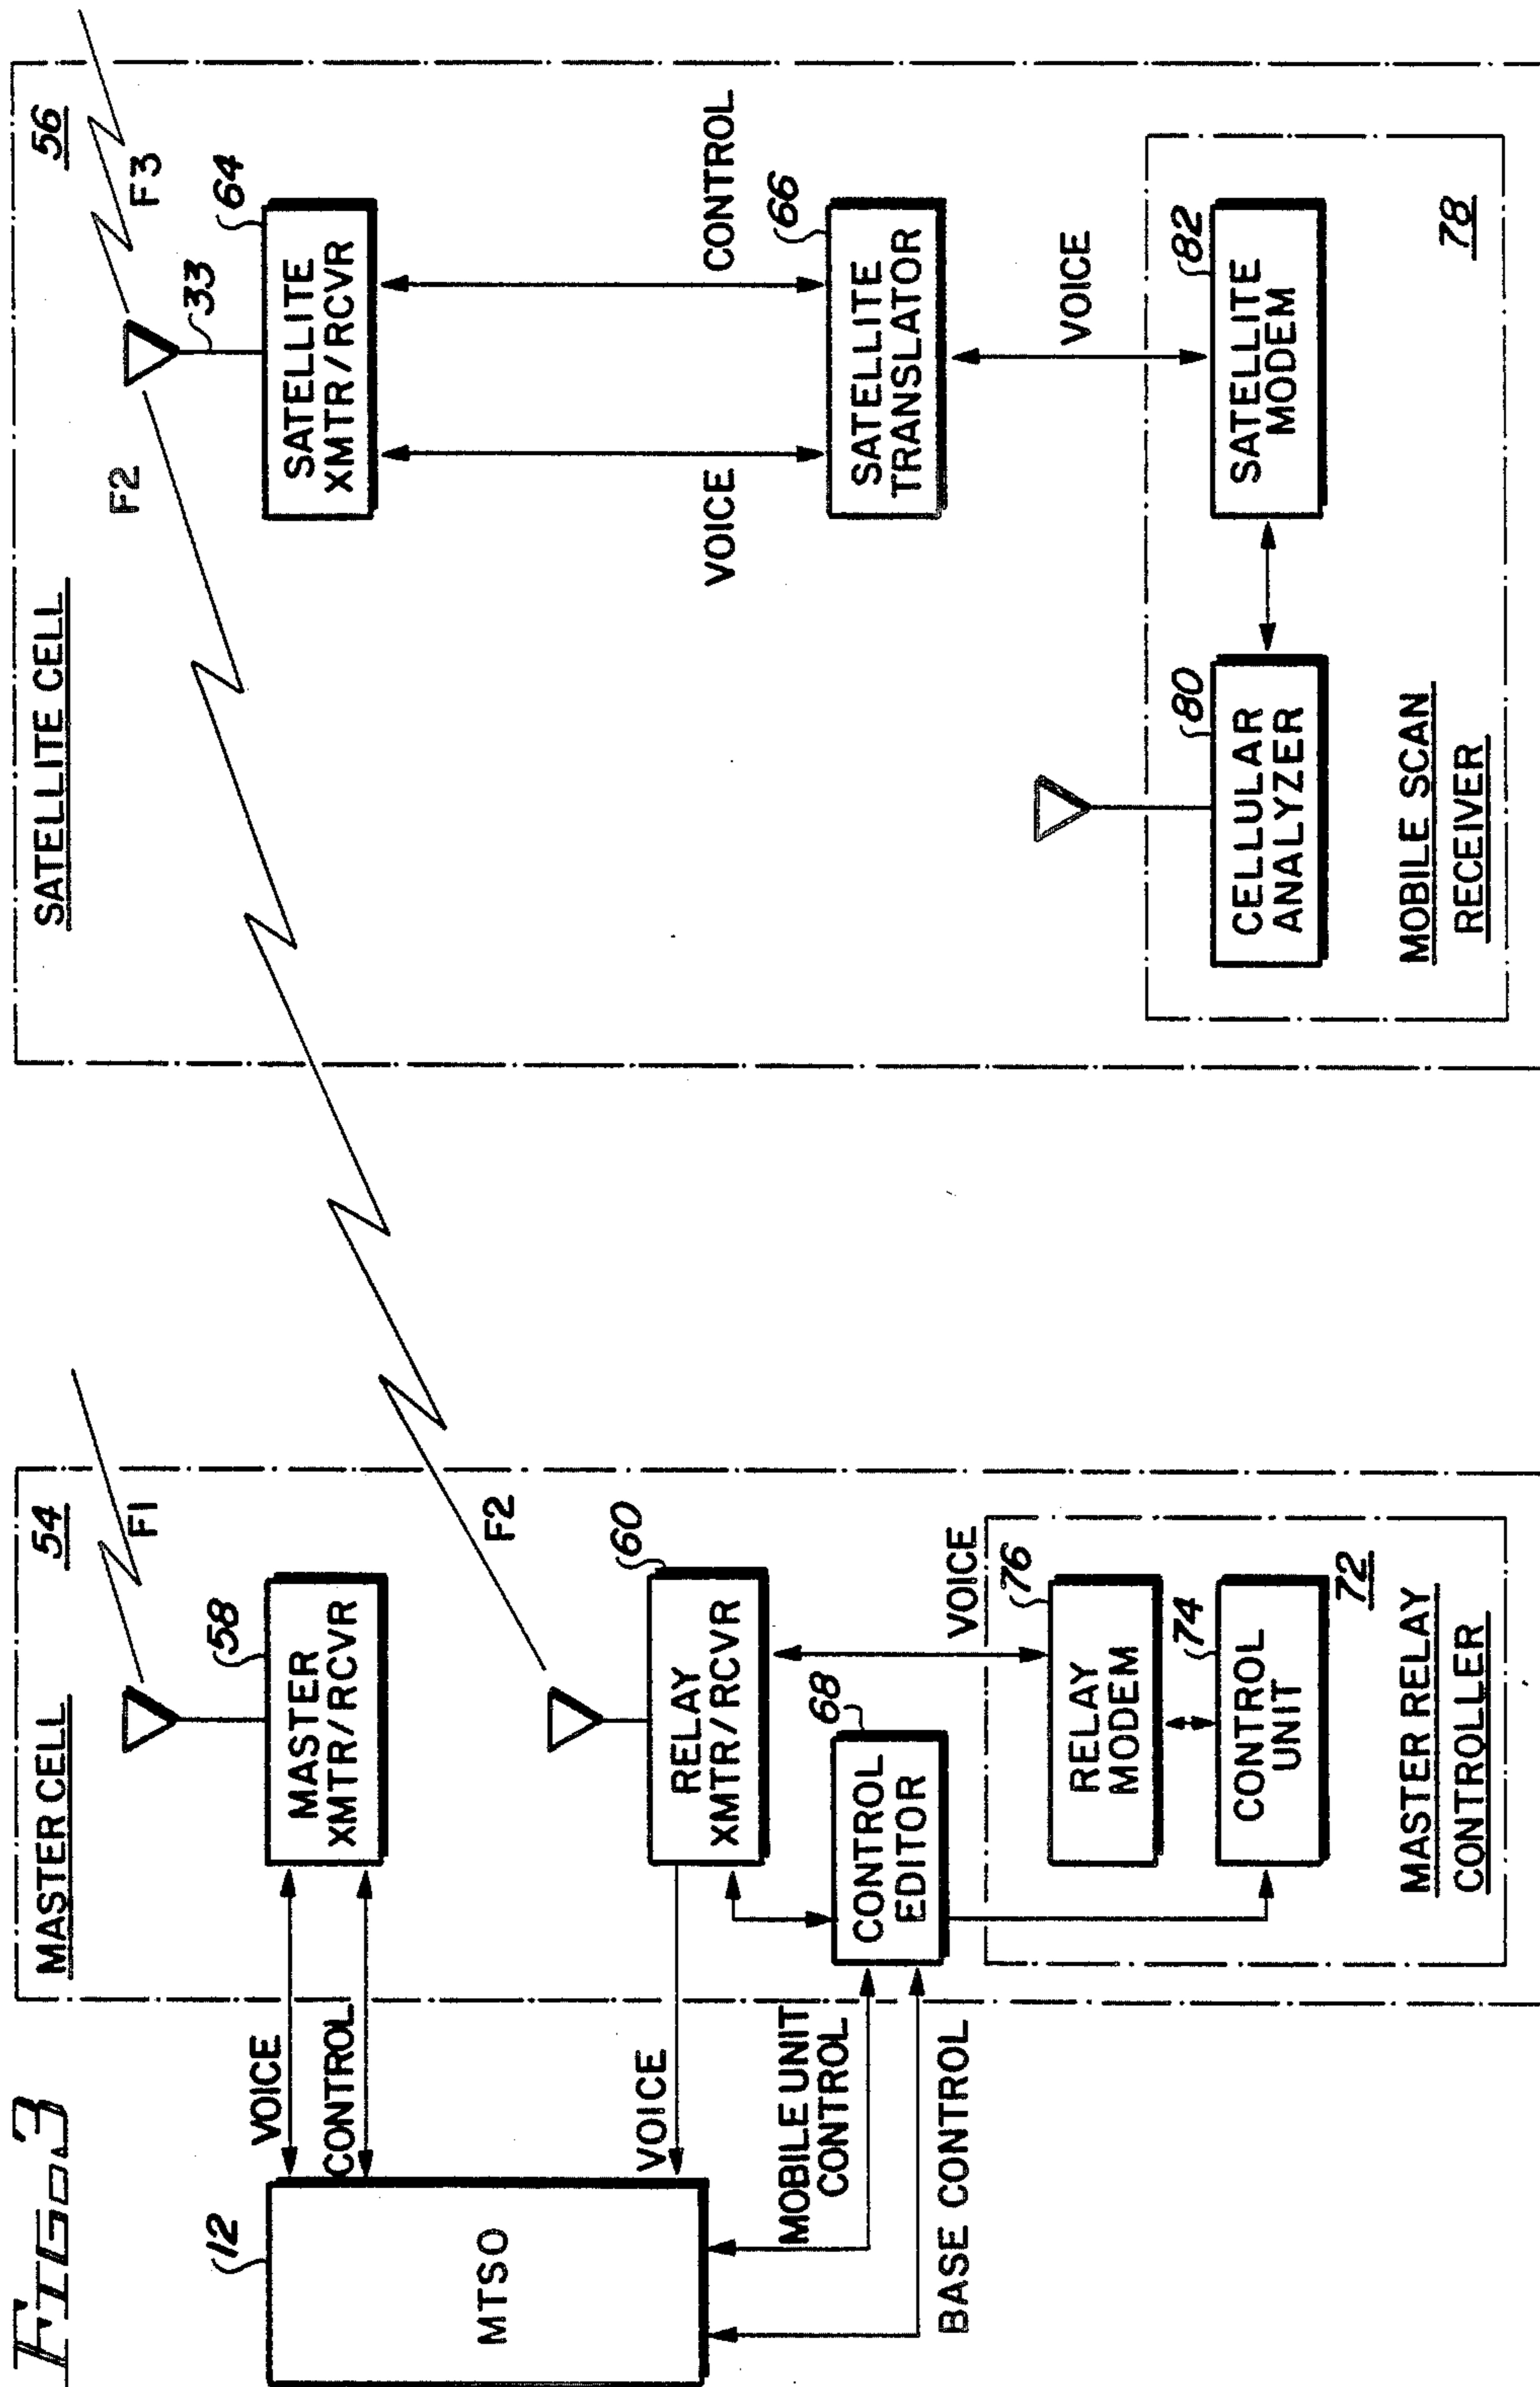 FIG. 3
MASTER CELL
54
F1
58
MASTER
XMTR/RCVR
VOICE
CONTROL
12
MTSO
F2
60
RELAY
XMTR/RCVR
VOICE
68
CONTROL
EDITOR
MOBILE UNIT
CONTROL
BASE CONTROL
VOICE
76
RELAY
MODEM
74
CONTROL
UNIT
72
MASTER RELAY
CONTROLLER
SATELLITE CELL
56
F2
F3
33
64
SATELLITE
XMTR/RCVR
VOICE
CONTROL
66
SATELLITE
TRANSLATOR
VOICE
80
CELLULAR
ANALYZER
82
SATELLITE
MODEM
MOBILE SCAN
RECEIVER
78